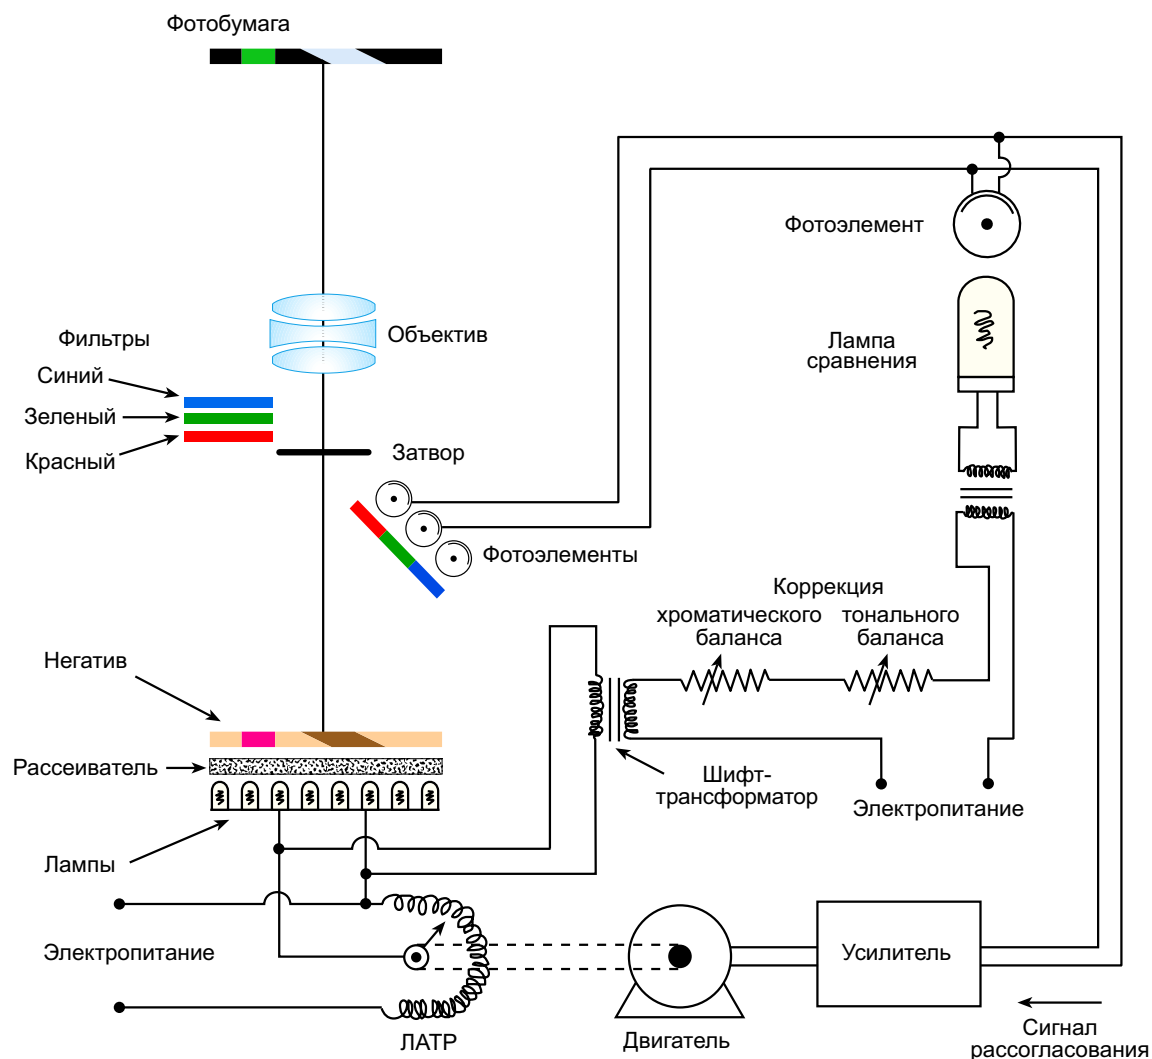 Фотобумага
Фотоэлемент
Объектив
Фильтры
Синий
Зеленый
Красный
Лампа
сравнения
Затвор
Фотоэлементы
Коррекция
хроматического
баланса
тонального
баланса
Негатив
Рассеиватель
Шифт-
трансформатор
Электропитание
Лампы
Электропитание
Усилитель
ЛАТР
Двигатель
Сигнал
рассогласования